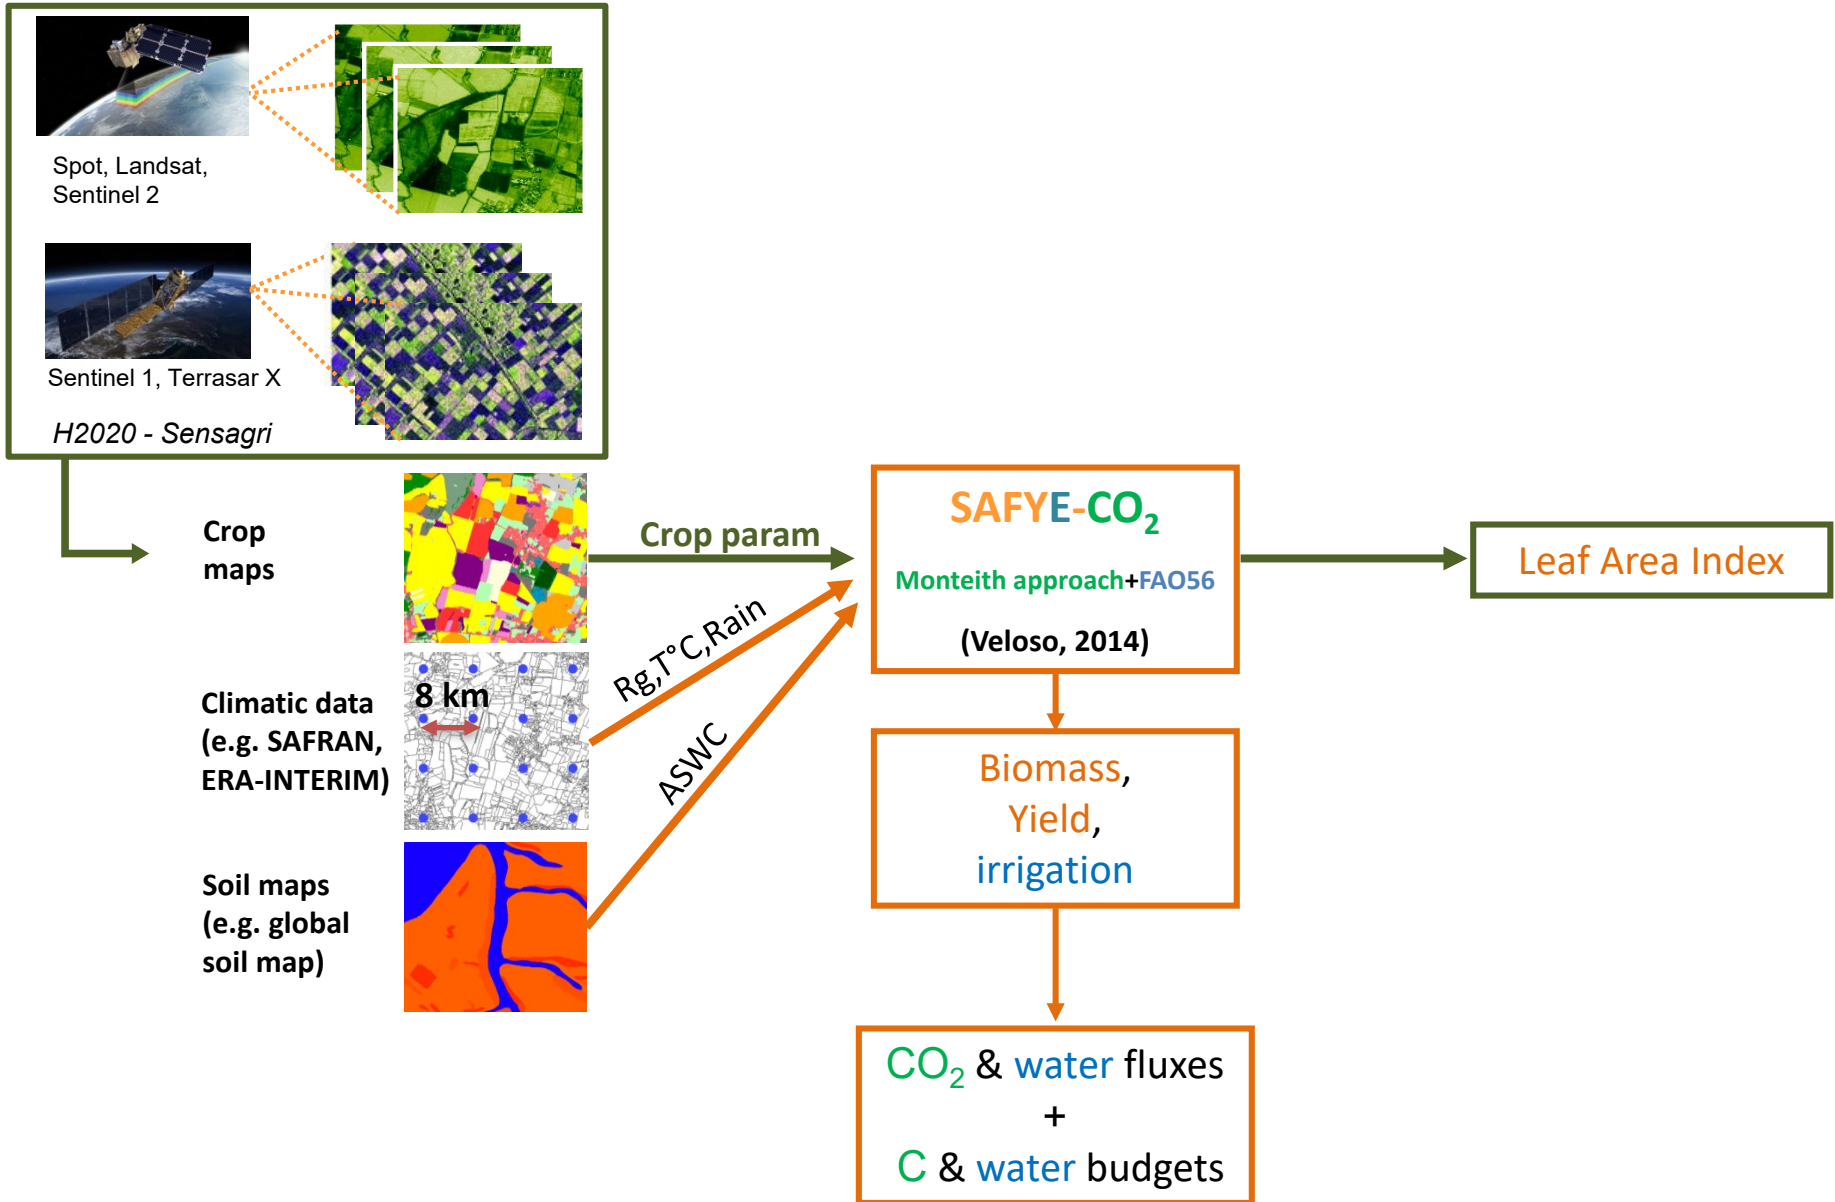 Spot, Landsat,
Sentinel 2
Sentinel 1, Terrasar X
H2020 - Sensagri
Crop
maps
Crop param
SAFYE-CO₂
Monteith approach+FAO56
(Veloso, 2014)
Leaf Area Index
Climatic data
(e.g. SAFRAN,
ERA-INTERIM)
8 km
Rg,T°C,Rain
ASWC
Soil maps
(e.g. global
soil map)
Biomass,
Yield,
irrigation
CO₂ & water fluxes
+
C & water budgets